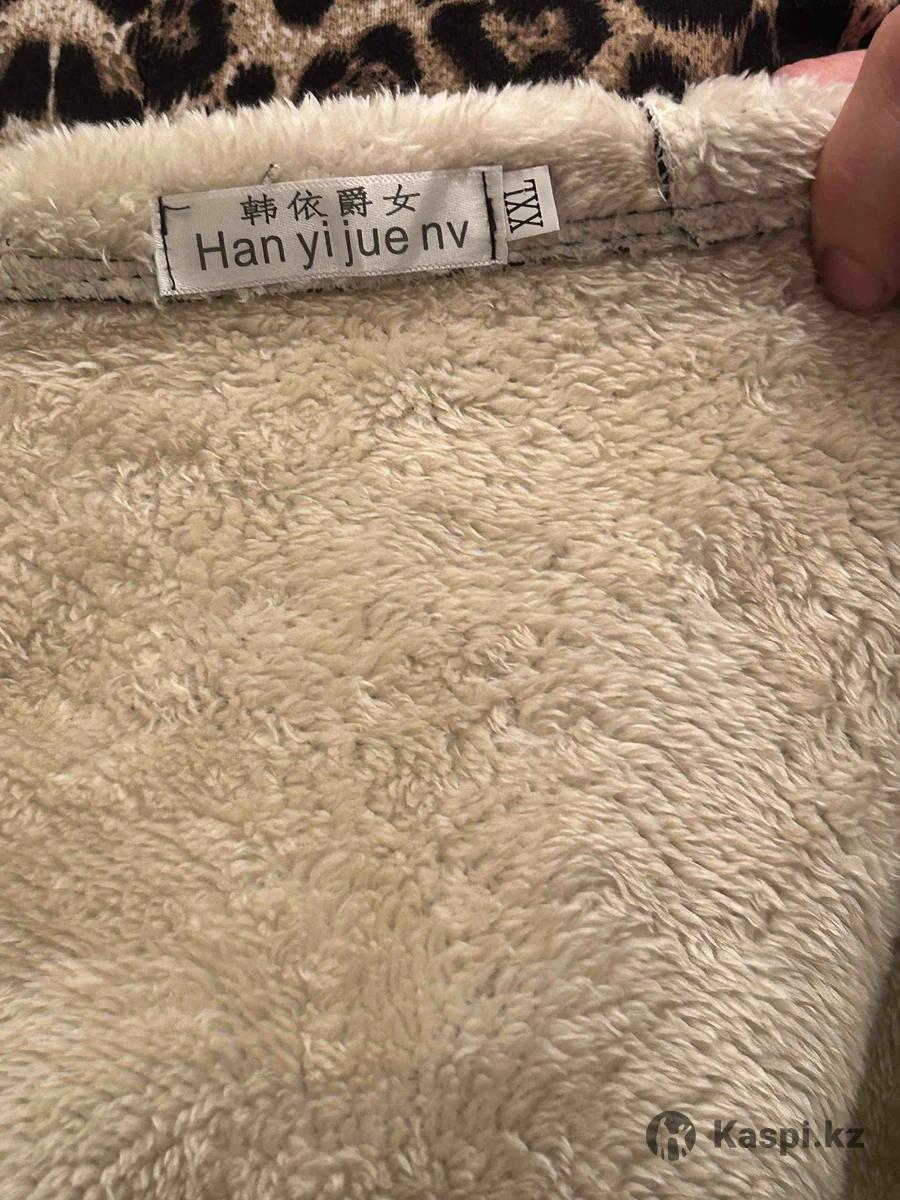 韩依爵女
Han yi jue nv
XXL
Kaspi.kz